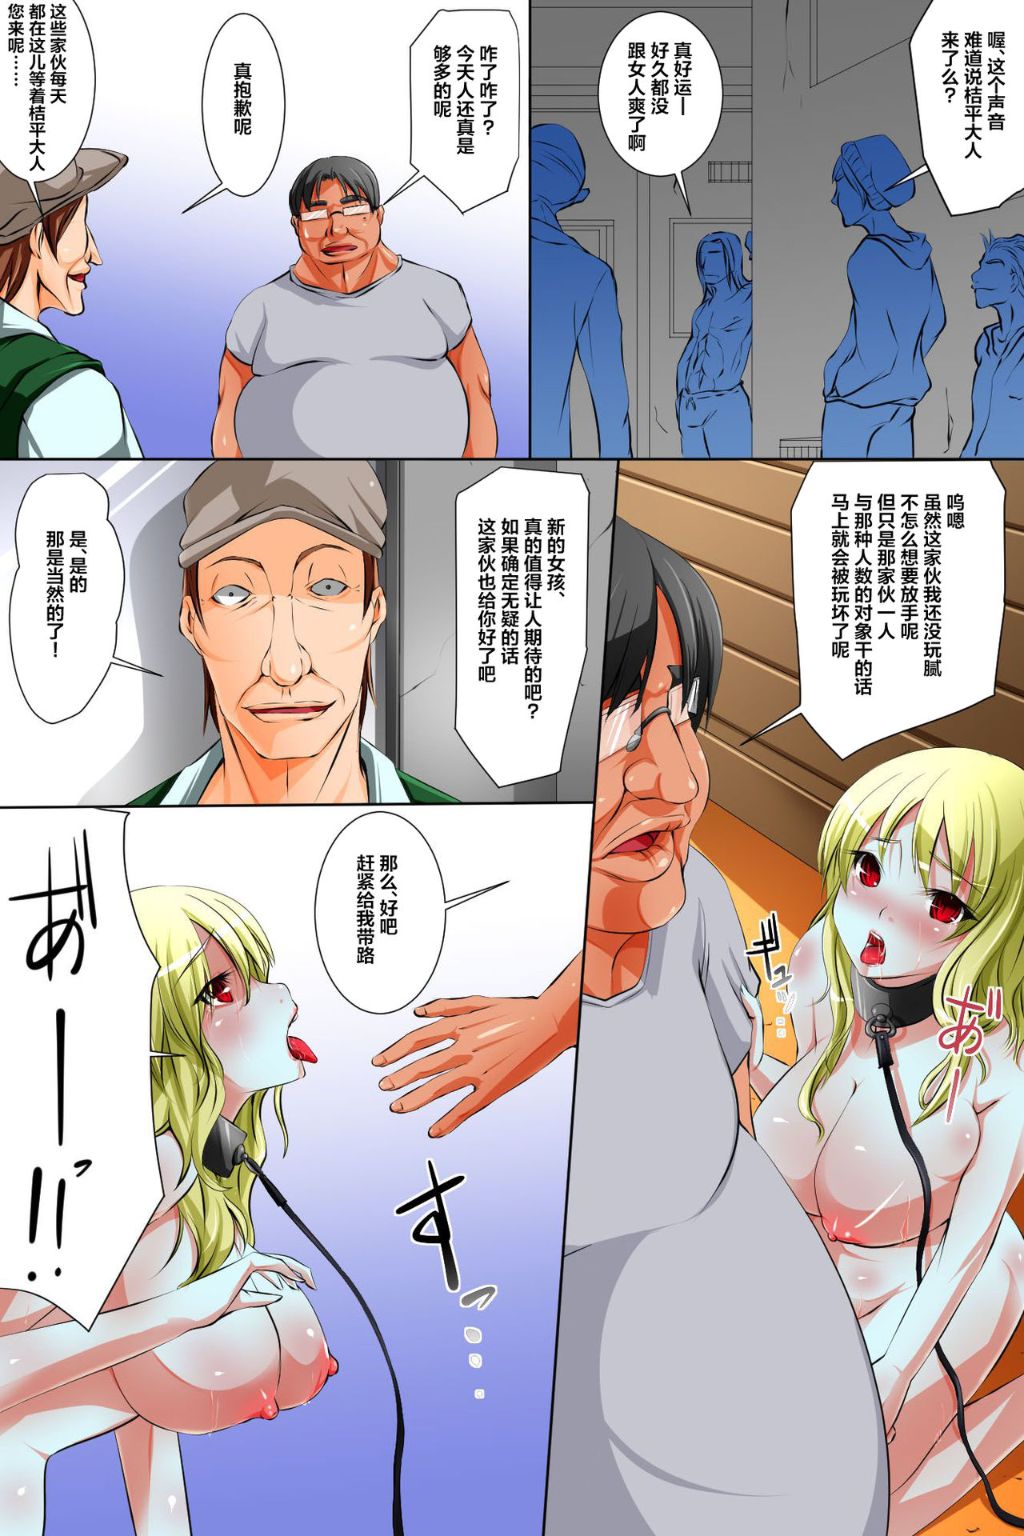 喔、这个声音
难道说桔平大人
来了么？
真好运ー
好久都没
跟女人爽了啊
咋了咋了？
今天人还真是
够多的呢
真抱歉呢
这些家伙每天
都在这儿等着桔平大人
您来呢……
呜嗯
虽然这家伙我还没玩腻
不怎么想要放手呢
但只是那家伙一人
与那种人数的对象干的话
马上就会被玩坏了呢
新的女孩、
真的值得让人期待的吧？
如果确定无疑的话
这家伙也给你好了吧
是、是的
那是当然的了！
ギュ
あ゛ー
那么、好吧
赶紧给我带路
す…
あ゛ーー!!